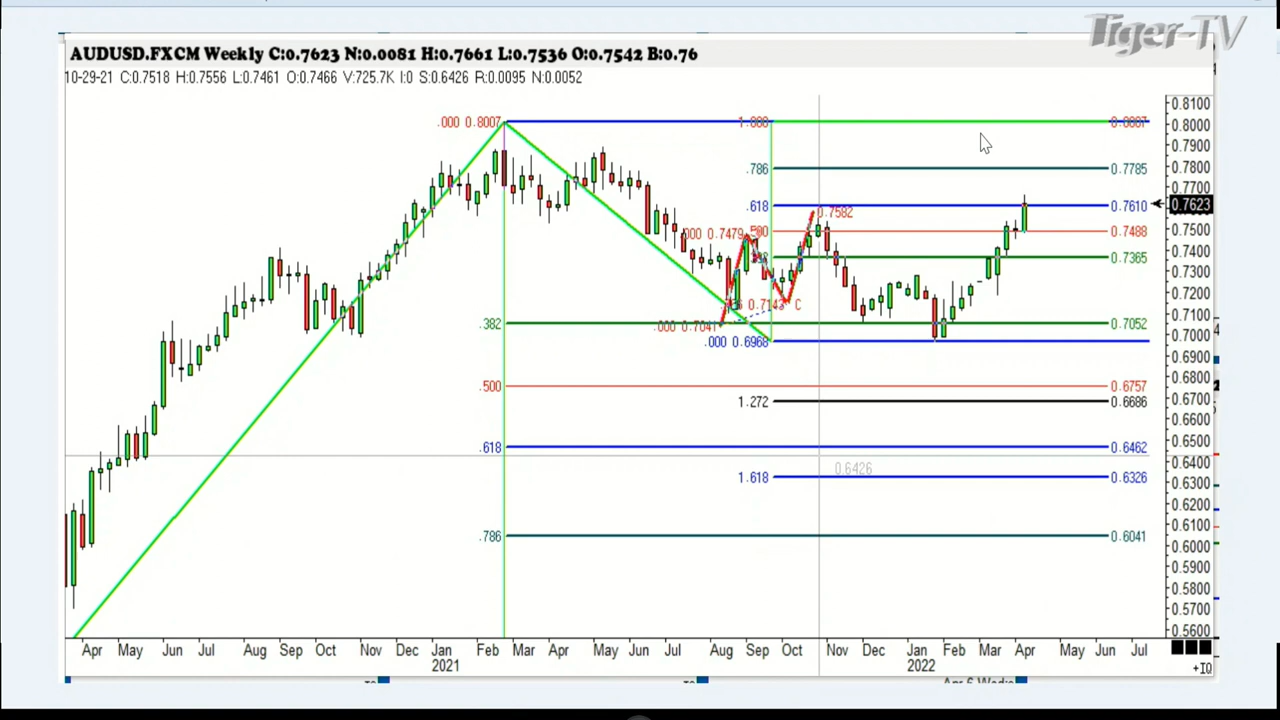 Tiger-TV
AUDUSD.FXCM Weekly C:0.7623 N:0.0081 H:0.7661 L:0.7536 O:0.7542 B:0.76
10-29-21 C:0.7518 H:0.7556 L:0.7461 O:0.7466 V:725.7K I:0 S:0.6426 R:0.0095 N:0.0052
0.8100
.000 0.8007 1.000 0.8007 0.8000
0.7900
.786 0.7785 0.7800
0.7700
.618 0.7610 0.7623
0.7582
.000 0.7479 .500 0.7488 0.7500
0.7400
0.7365
0.7300
0.7200
0.7143 C
.000 0.7041 .382 0.7052 0.7100
.000 0.6968 0.7000
0.6900
0.6800
.500 0.6757
1.272 0.6686 0.6700
0.6600
0.6500
.618 0.6462
0.6426 0.6400
1.618 0.6326 0.6300
0.6200
0.6100
.786 0.6041
0.6000
0.5900
0.5800
0.5700
0.5600
Apr May Jun Jul Aug Sep Oct Nov Dec Jan Feb Mar Apr May Jun Jul Aug Sep Oct Nov Dec Jan Feb Mar Apr May Jun Jul
2021 2022
+IQ